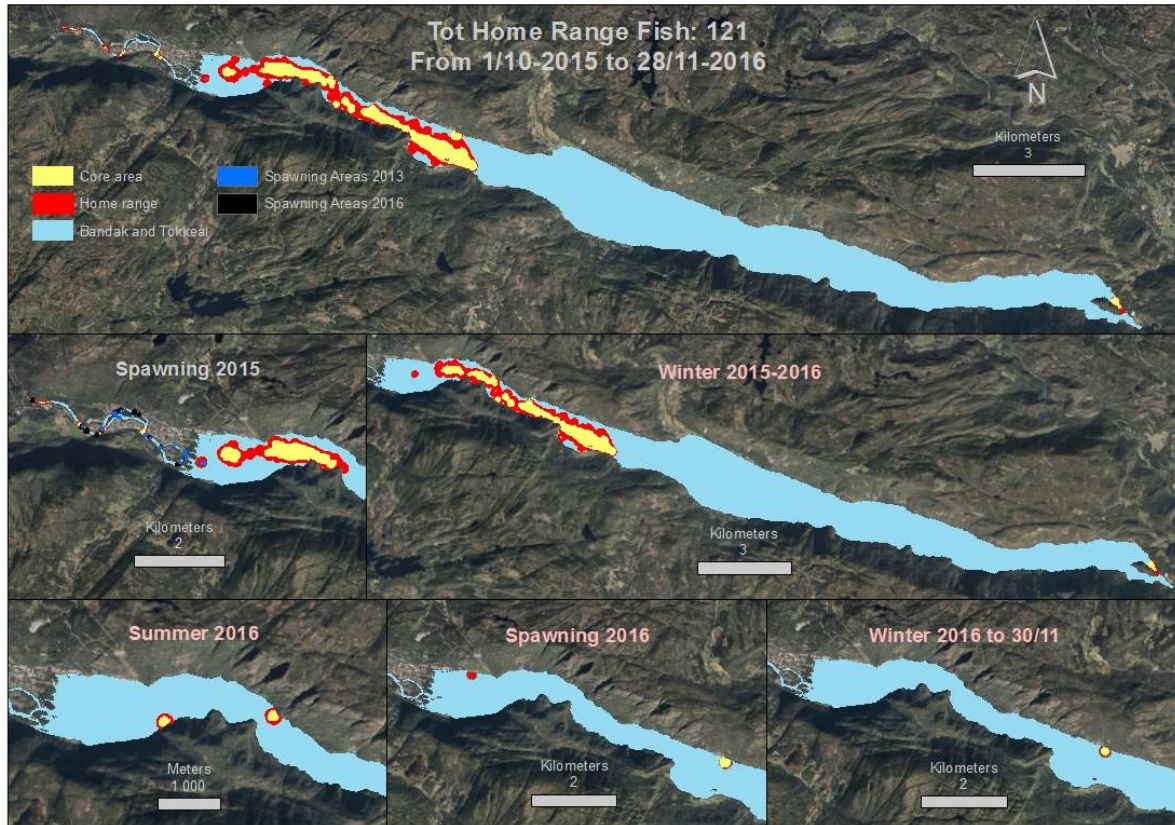 Tot Home Range Fish: 121
From 1/10-2015 to 28/11-2016
N
Kilometers
3
Core area
Spawning Areas 2013
Home range
Spawning Areas 2016
Bandak and Tokkeåi
Spawning 2015
Kilometers
2
Winter 2015-2016
Kilometers
3
Summer 2016
Meters
1 000
Spawning 2016
Kilometers
2
Winter 2016 to 30/11
Kilometers
2